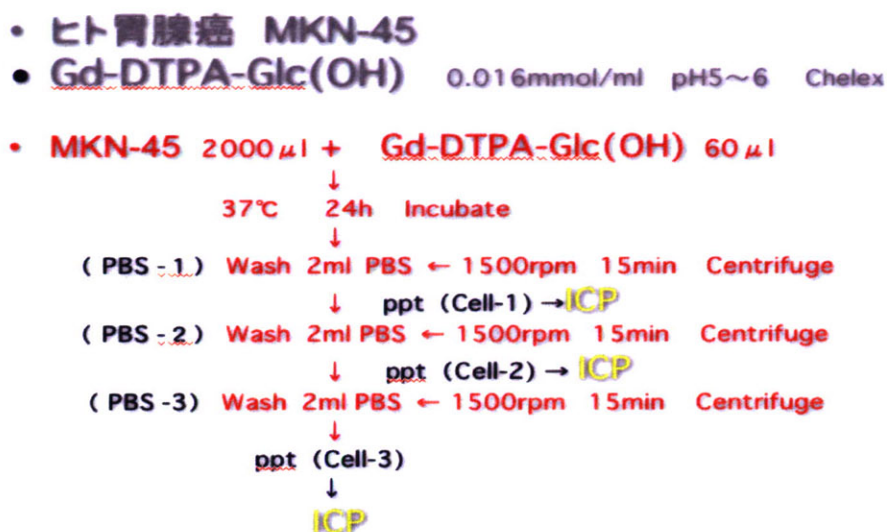 • ヒト胃腺癌 MKN-45
• Gd-DTPA-Glc(OH) 0.016mmol/ml pH5～6 Chelex
• MKN-45 2000μl + Gd-DTPA-Glc(OH) 60μl
↓
37℃ 24h Incubate
↓
( PBS - 1 ) Wash 2ml PBS ← 1500rpm 15min Centrifuge
↓ ppt (Cell-1) →ICP
( PBS - 2 ) Wash 2ml PBS ← 1500rpm 15min Centrifuge
↓ ppt (Cell-2) → ICP
( PBS -3) Wash 2ml PBS ← 1500rpm 15min Centrifuge
↓
ppt (Cell-3)
↓
ICP